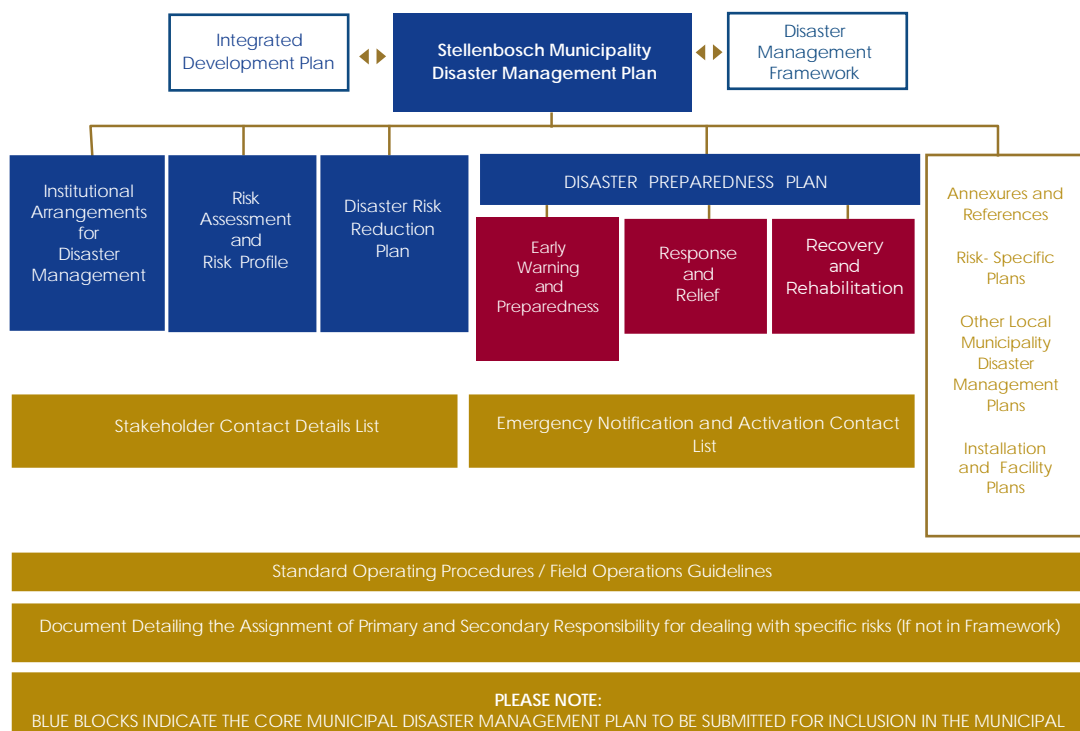 Integrated
Development Plan
Stellenbosch Municipality
Disaster Management Plan
Disaster
Management
Framework
Institutional
Arrangements
for
Disaster
Management
Risk
Assessment
and
Risk Profile
Disaster Risk
Reduction
Plan
DISASTER PREPAREDNESS PLAN
Early
Warning
and
Preparedness
Response
and
Relief
Recovery
and
Rehabilitation
Annexures and
References
Risk- Specific
Plans
Other Local
Municipality
Disaster
Management
Plans
Installation
and Facility
Plans
Stakeholder Contact Details List
Emergency Notification and Activation Contact
List
Standard Operating Procedures / Field Operations Guidelines
Document Detailing the Assignment of Primary and Secondary Responsibility for dealing with specific risks (If not in Framework)
PLEASE NOTE:
BLUE BLOCKS INDICATE THE CORE MUNICIPAL DISASTER MANAGEMENT PLAN TO BE SUBMITTED FOR INCLUSION IN THE MUNICIPAL